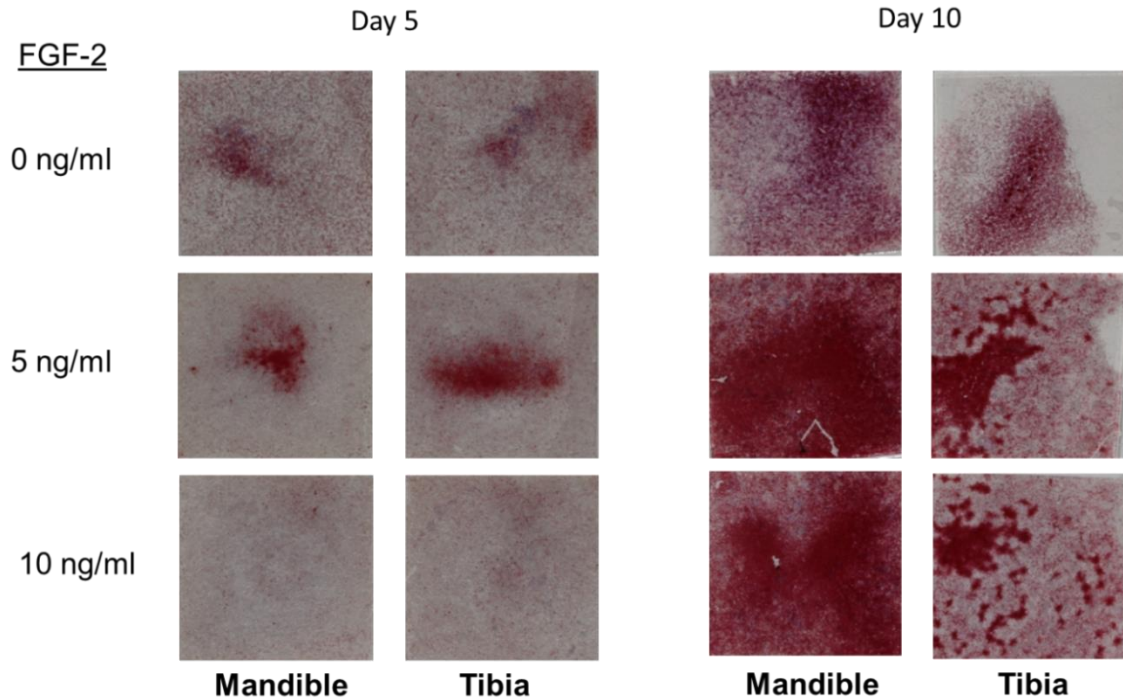 Day 5
Day 10
FGF-2
0 ng/ml
5 ng/ml
10 ng/ml
Mandible
Tibia
Mandible
Tibia